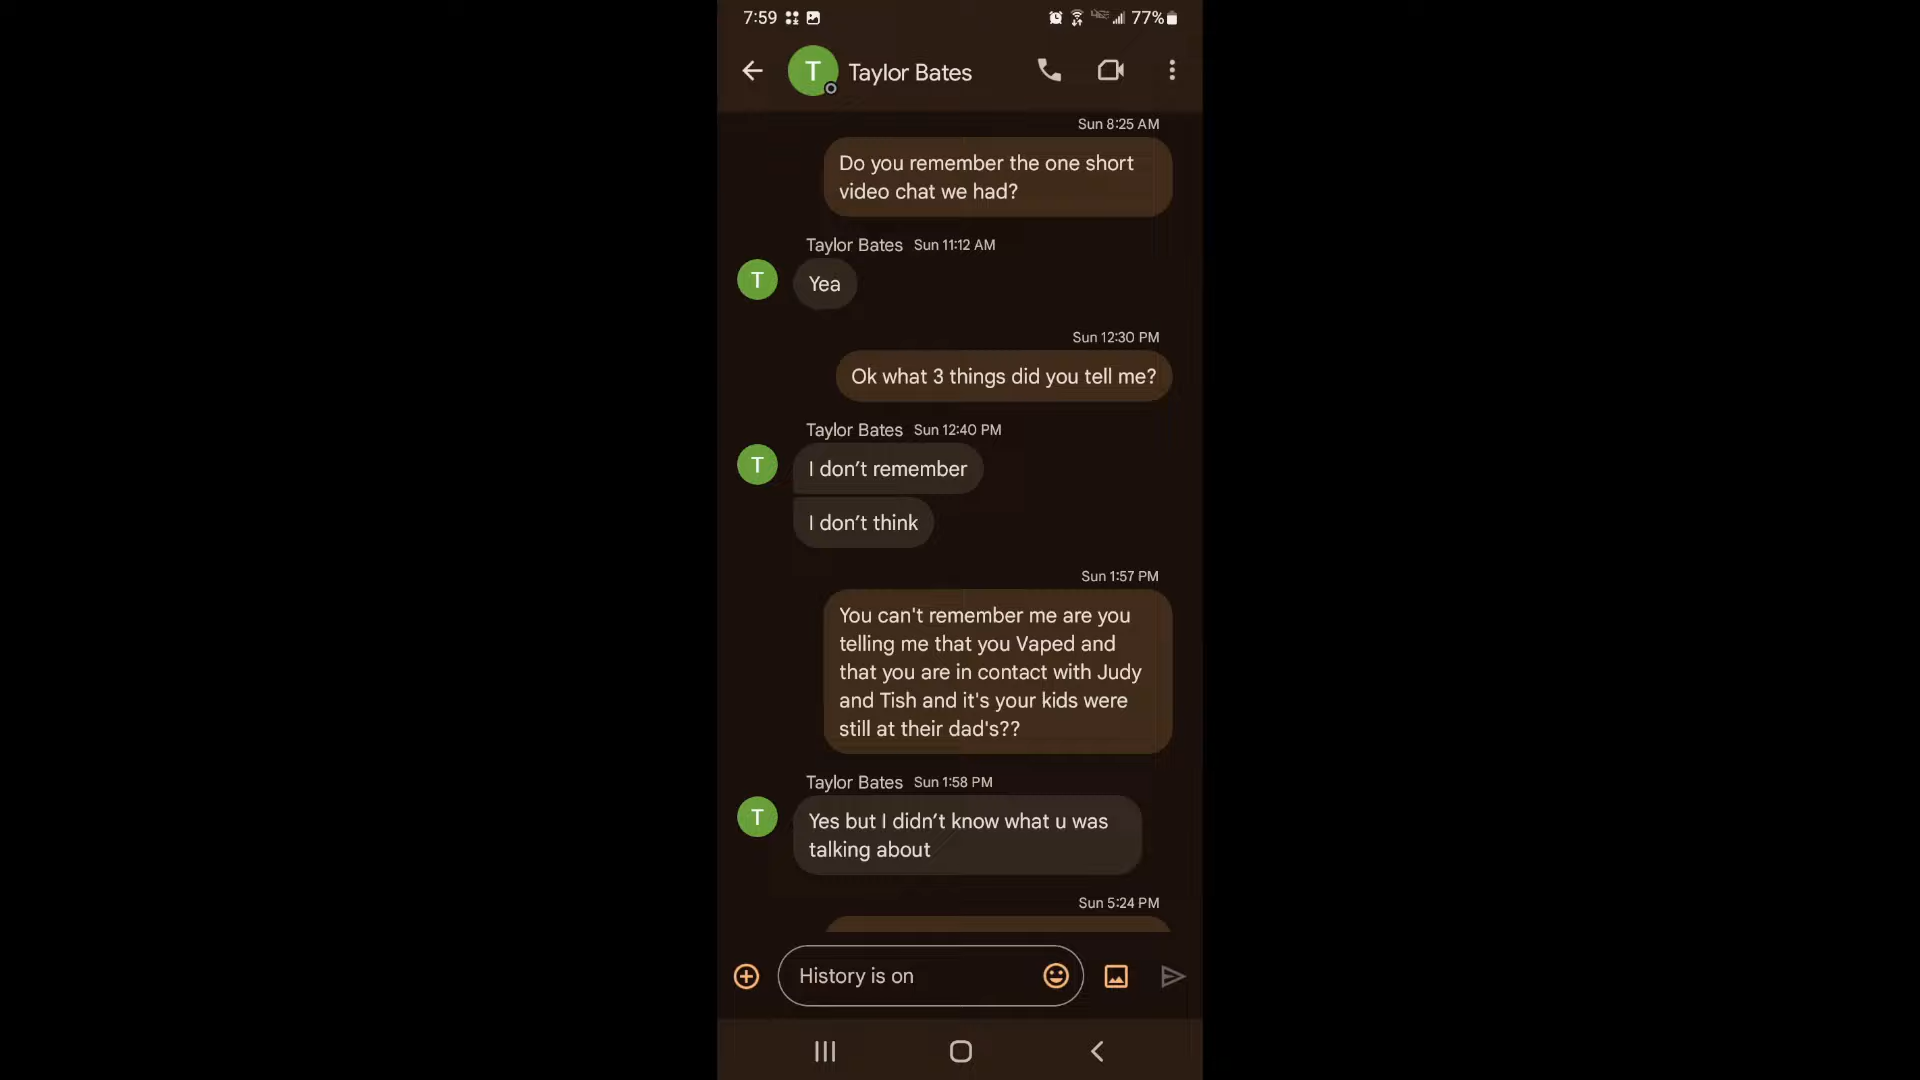 7:59 77%
T Taylor Bates
Sun 8:25 AM
Do you remember the one short
video chat we had?
Taylor Bates Sun 11:12 AM
T
Yea
Sun 12:30 PM
Ok what 3 things did you tell me?
Taylor Bates Sun 12:40 PM
T
I don’t remember
I don’t think
Sun 1:57 PM
You can't remember me are you
telling me that you Vaped and
that you are in contact with Judy
and Tish and it's your kids were
still at their dad's??
Taylor Bates Sun 1:58 PM
T
Yes but I didn’t know what u was
talking about
Sun 5:24 PM
History is on